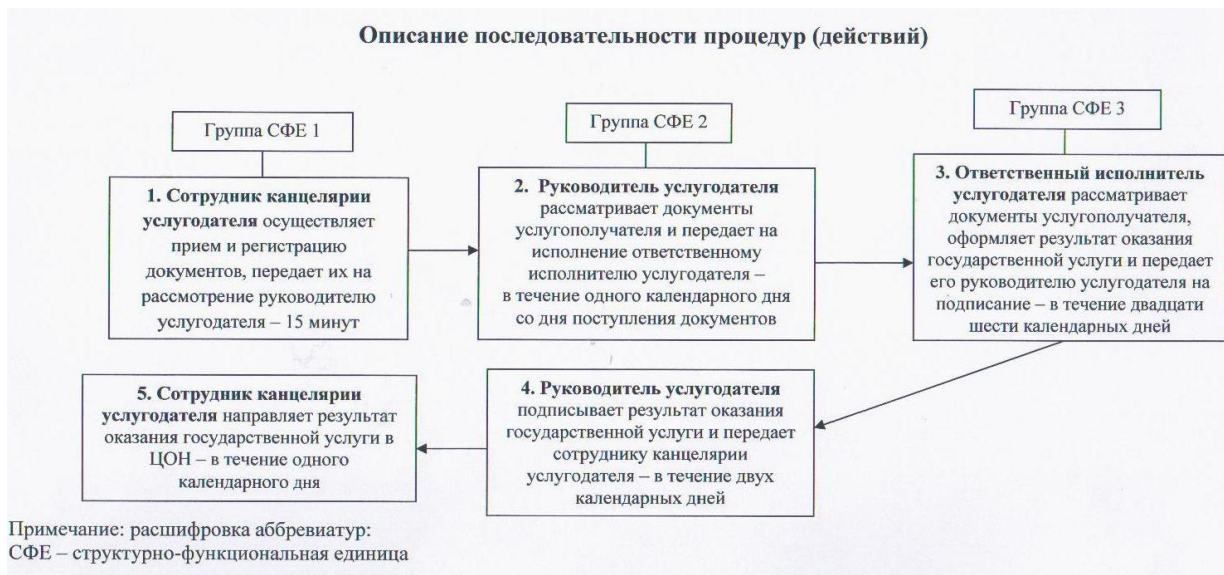 Описание последовательности процедур (действий)
Группа СФЕ 1
Группа СФЕ 2
Группа СФЕ 3
1. Сотрудник канцелярии
услугодателя осуществляет
прием и регистрацию
документов, передает их на
рассмотрение руководителю
услугодателя – 15 минут
2. Руководитель услугодателя
рассматривает документы
услугополучателя и передает на
исполнение ответственному
исполнителю услугодателя –
в течение одного календарного дня
со дня поступления документов
3. Ответственный исполнитель
услугодателя рассматривает
документы услугополучателя,
оформляет результат оказания
государственной услуги и передает
его руководителю услугодателя на
подписание – в течение двадцати
шести календарных дней
4. Руководитель услугодателя
подписывает результат оказания
государственной услуги и передает
сотруднику канцелярии
услугодателя – в течение двух
календарных дней
5. Сотрудник канцелярии
услугодателя направляет результат
оказания государственной услуги в
ЦОН – в течение одного
календарного дня
Примечание: расшифровка аббревиатур:
СФЕ – структурно-функциональная единица